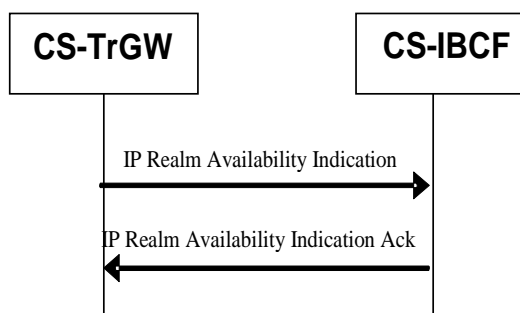 CS-TrGW
CS-IBCF
IP Realm Availability Indication
IP Realm Availability Indication Ack